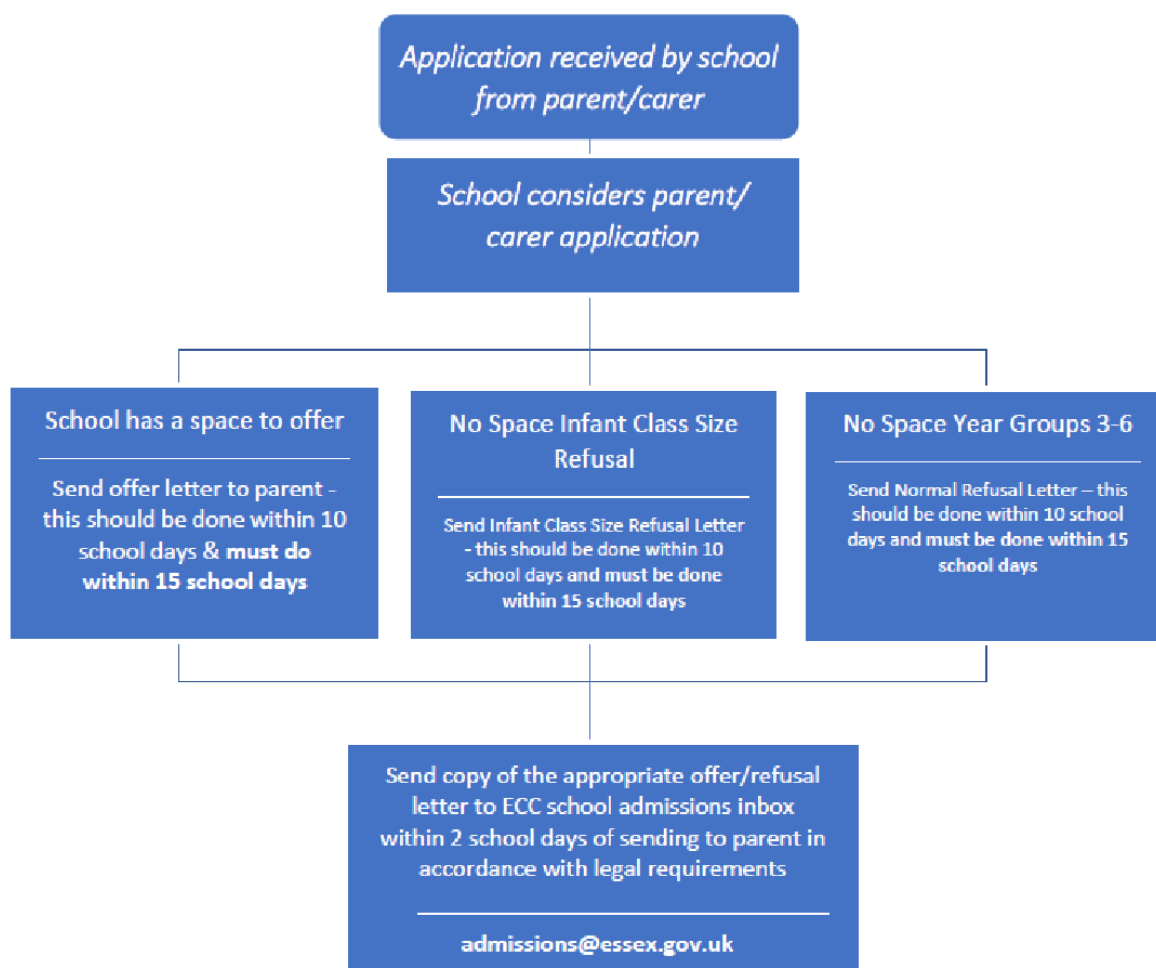 Application received by school
from parent/carer
School considers parent/
carer application
School has a space to offer
Send offer letter to parent -
this should be done within 10
school days & must do
within 15 school days
No Space Infant Class Size
Refusal
Send Infant Class Size Refusal Letter
- this should be done within 10
school days and must be done
within 15 school days
No Space Year Groups 3-6
Send Normal Refusal Letter – this
should be done within 10 school
days and must be done within 15
school days
Send copy of the appropriate offer/refusal
letter to ECC school admissions inbox
within 2 school days of sending to parent in
accordance with legal requirements
admissions@essex.gov.uk